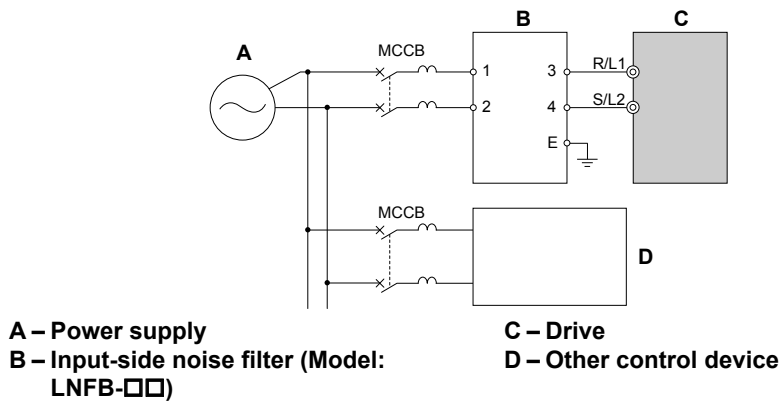 B
C
A
MCCB
1
3
R/L1
2
4
S/L2
E
MCCB
D
A – Power supply
B – Input-side noise filter (Model:
LNFB-□□)
C – Drive
D – Other control device